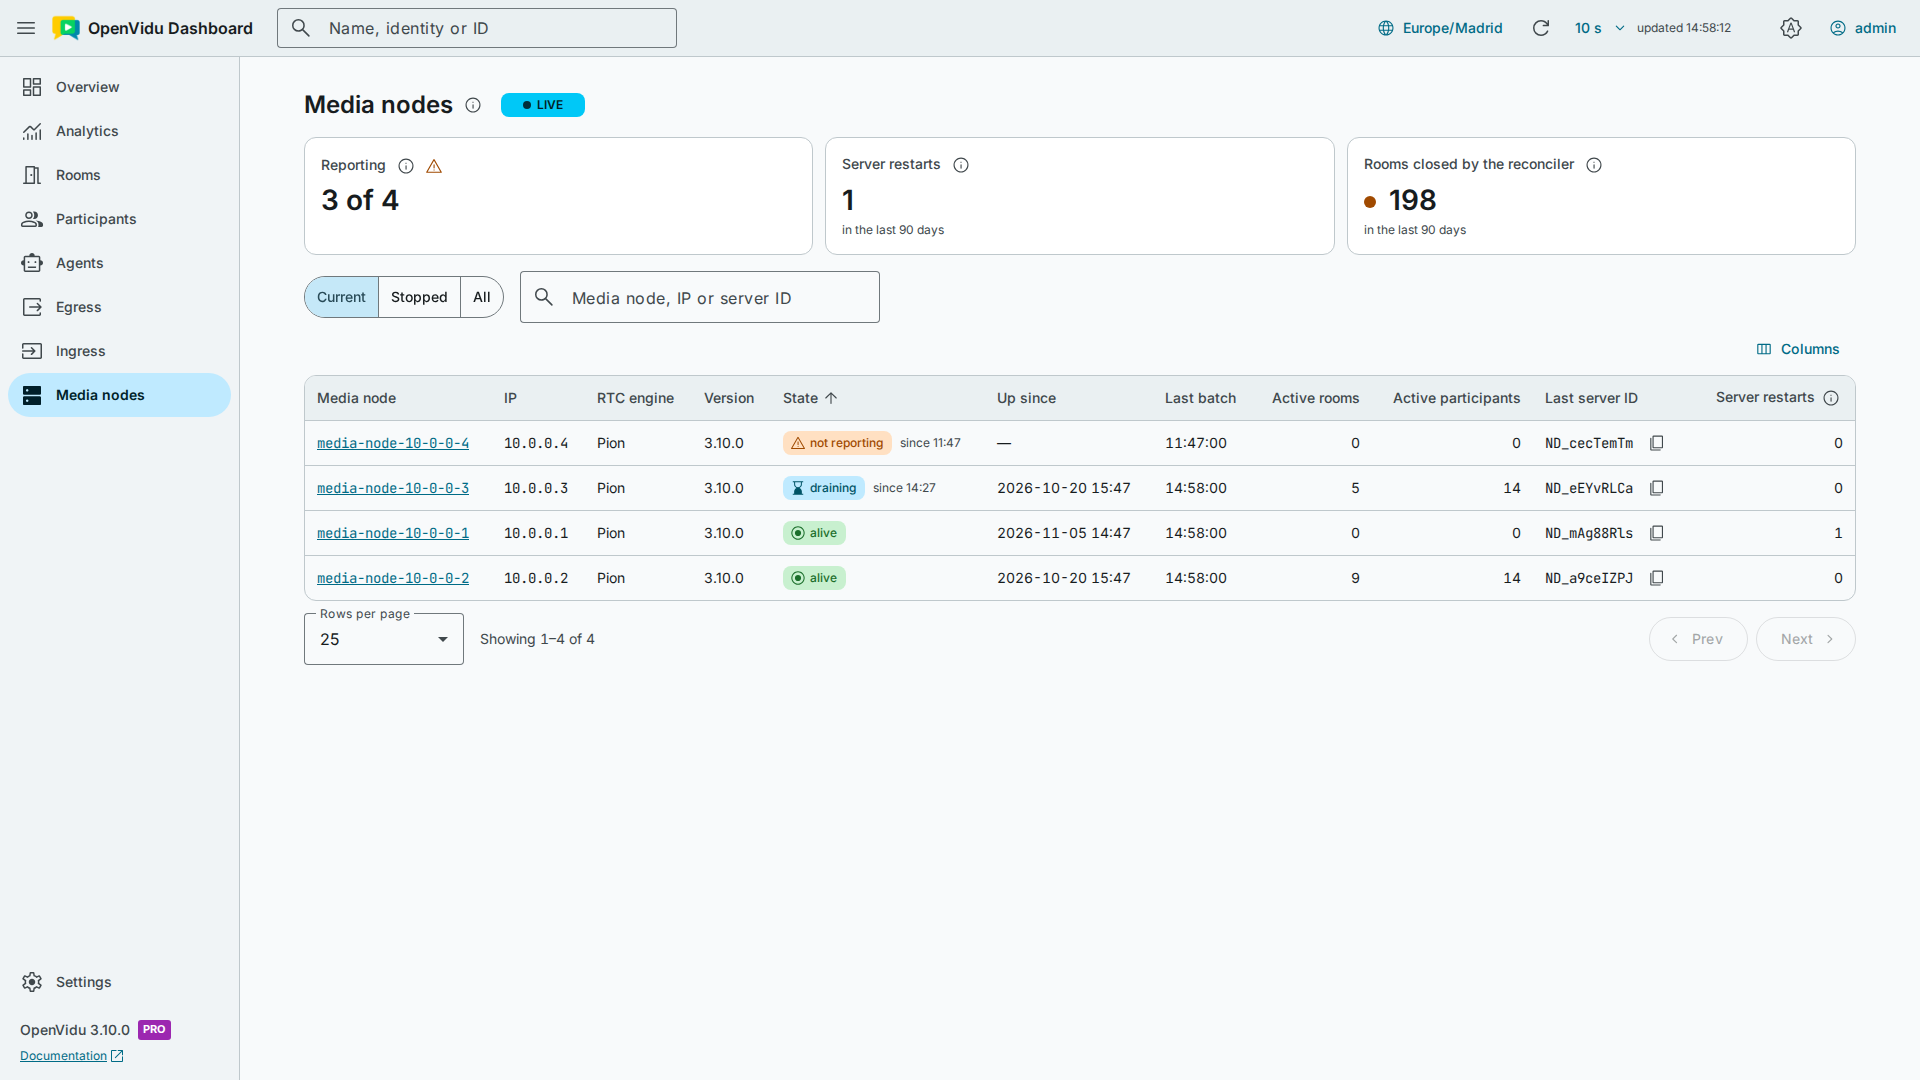 OpenVidu Dashboard
Name, identity or ID
Europe/Madrid
10 s
updated 14:58:12
admin
Overview
Analytics
Rooms
Participants
Agents
Egress
Ingress
Media nodes
Settings
OpenVidu 3.10.0 PRO
Documentation
Media nodes
LIVE
Reporting
3 of 4
Server restarts
1
in the last 90 days
Rooms closed by the reconciler
198
in the last 90 days
Current Stopped All
Media node, IP or server ID
Columns
Media node IP RTC engine Version State Up since Last batch Active rooms Active participants Last server ID Server restarts
media-node-10-0-0-4 10.0.0.4 Pion 3.10.0 not reporting since 11:47 — 11:47:00 0 0 ND_cecTemTm 0
media-node-10-0-0-3 10.0.0.3 Pion 3.10.0 draining since 14:27 2026-10-20 15:47 14:58:00 5 14 ND_eEYvRLCa 0
media-node-10-0-0-1 10.0.0.1 Pion 3.10.0 alive 2026-11-05 14:47 14:58:00 0 0 ND_mAg88Rls 1
media-node-10-0-0-2 10.0.0.2 Pion 3.10.0 alive 2026-10-20 15:47 14:58:00 9 14 ND_a9ceIZPJ 0
Rows per page
25
Showing 1–4 of 4
Prev
Next